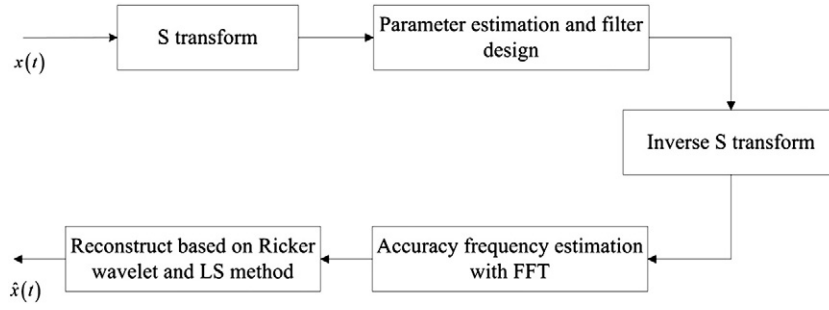 x(t)
S transform
Parameter estimation and filter
design
Inverse S transform
Accuracy frequency estimation
with FFT
Reconstruct based on Ricker
wavelet and LS method
x̂(t)